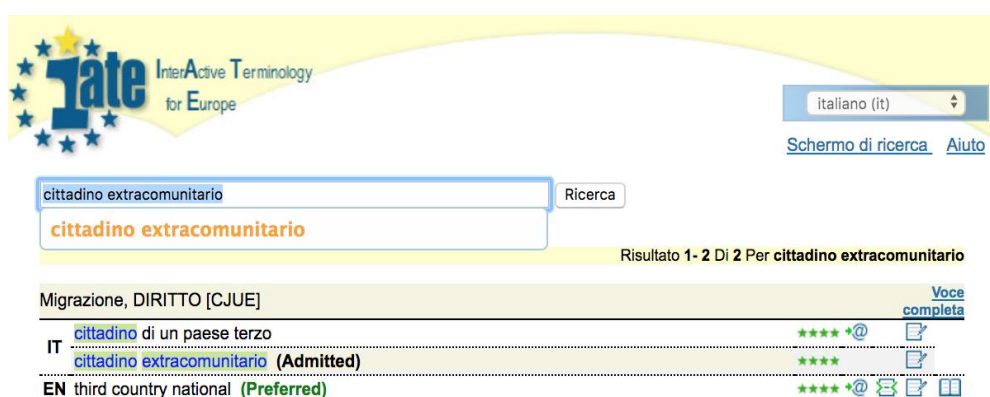 Iate InterActive Terminology
for Europe
italiano (it)
Schermo di ricerca Aiuto
cittadino extracomunitario Ricerca
cittadino extracomunitario
Risultato 1- 2 Di 2 Per cittadino extracomunitario
Migrazione, DIRITTO [CJUE] Voce completa
IT cittadino di un paese terzo
cittadino extracomunitario (Admitted)
EN third country national (Preferred)